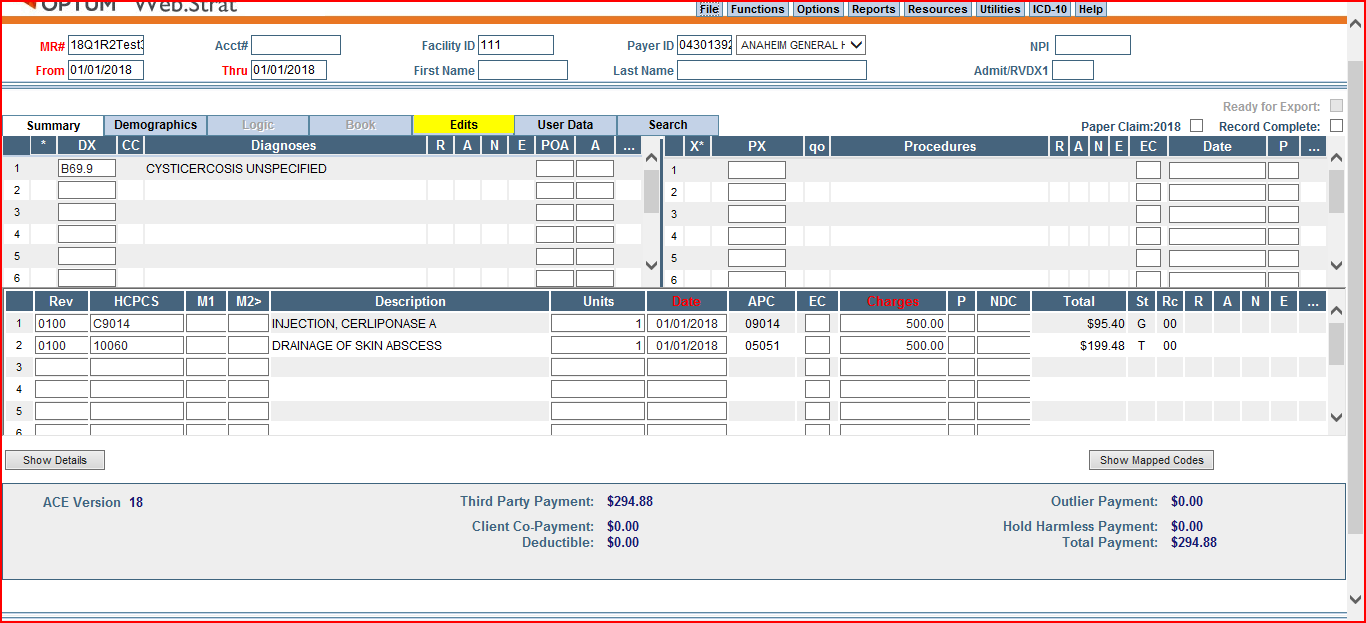 OPTUM Web.Strat
File Functions Options Reports Resources Utilities ICD-10 Help
MR# 18Q1R2Test3 Acct# Facility ID 111 Payer ID 04301392 ANAHEIM GENERAL H NPI
From 01/01/2018 Thru 01/01/2018 First Name Last Name Admit/RVDX1
Ready for Export:
Summary Demographics Logic Book Edits User Data Search Paper Claim:2018 Record Complete:
* DX CC Diagnoses R A N E POA A ... X* PX qo Procedures R A N E EC Date P ...
1 B69.9 CYSTICERCOSIS UNSPECIFIED 1
2 2
3 3
4 4
5 5
6 6
Rev HCPCS M1 M2> Description Units Date APC EC Charges P NDC Total St Rc R A N E ...
1 0100 C9014 INJECTION, CERLIPONASE A 1 01/01/2018 09014 500.00 $95.40 G 00
2 0100 10060 DRAINAGE OF SKIN ABSCESS 1 01/01/2018 05051 500.00 $199.48 T 00
3
4
5
6
Show Details Show Mapped Codes
ACE Version 18 Third Party Payment: $294.88 Outlier Payment: $0.00
Client Co-Payment: $0.00 Hold Harmless Payment: $0.00
Deductible: $0.00 Total Payment: $294.88